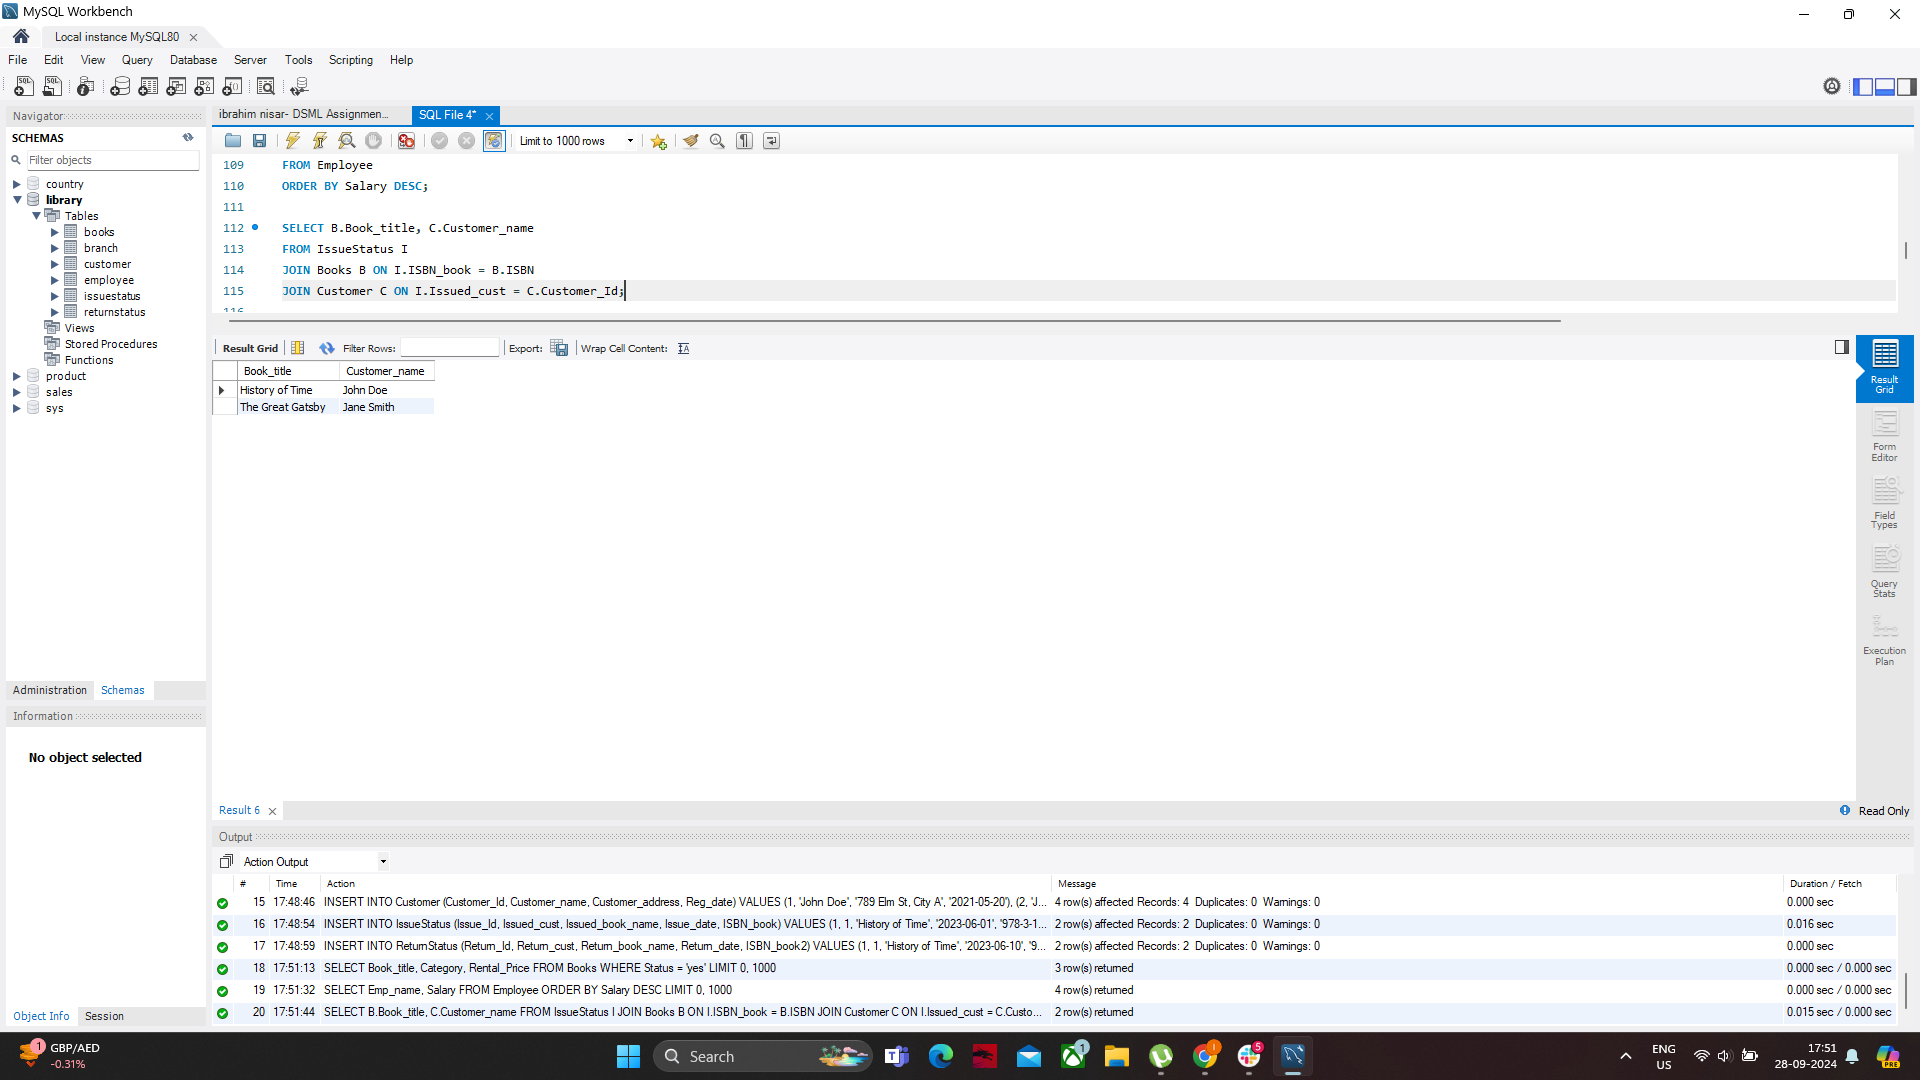 MySQL Workbench
Local instance MySQL80
File Edit View Query Database Server Tools Scripting Help
Navigator
SCHEMAS
Filter objects
country
library
Tables
books
branch
customer
employee
issuestatus
returnstatus
Views
Stored Procedures
Functions
product
sales
sys
Administration Schemas
Information
No object selected
Object Info Session
ibrahim nisar- DSML Assignmen...
SQL File 4*
Limit to 1000 rows
109 FROM Employee
110 ORDER BY Salary DESC;
111
112 SELECT B.Book_title, C.Customer_name
113 FROM IssueStatus I
114 JOIN Books B ON I.ISBN_book = B.ISBN
115 JOIN Customer C ON I.Issued_cust = C.Customer_Id;
116
Result Grid Filter Rows: Export: Wrap Cell Content:
Book_title Customer_name
History of Time John Doe
The Great Gatsby Jane Smith
Result Grid
Form Editor
Field Types
Query Stats
Execution Plan
Result 6
Read Only
Output
Action Output
# Time Action Message Duration / Fetch
15 17:48:46 INSERT INTO Customer (Customer_Id, Customer_name, Customer_address, Reg_date) VALUES (1, 'John Doe', '789 Elm St, City A', '2021-05-20'), (2, 'J... 4 row(s) affected Records: 4 Duplicates: 0 Warnings: 0 0.000 sec
16 17:48:54 INSERT INTO IssueStatus (Issue_Id, Issued_cust, Issued_book_name, Issue_date, ISBN_book) VALUES (1, 1, 'History of Time', '2023-06-01', '978-3-1... 2 row(s) affected Records: 2 Duplicates: 0 Warnings: 0 0.016 sec
17 17:48:59 INSERT INTO ReturnStatus (Return_Id, Return_cust, Return_book_name, Return_date, ISBN_book2) VALUES (1, 1, 'History of Time', '2023-06-10', '9... 2 row(s) affected Records: 2 Duplicates: 0 Warnings: 0 0.000 sec
18 17:51:13 SELECT Book_title, Category, Rental_Price FROM Books WHERE Status = 'yes' LIMIT 0, 1000 3 row(s) returned 0.000 sec / 0.000 sec
19 17:51:32 SELECT Emp_name, Salary FROM Employee ORDER BY Salary DESC LIMIT 0, 1000 4 row(s) returned 0.000 sec / 0.000 sec
20 17:51:44 SELECT B.Book_title, C.Customer_name FROM IssueStatus I JOIN Books B ON I.ISBN_book = B.ISBN JOIN Customer C ON I.Issued_cust = C.Custo... 2 row(s) returned 0.015 sec / 0.000 sec
1 GBP/AED
-0.31%
Search
1
1
5
ENG
US
17:51
28-09-2024
PRE